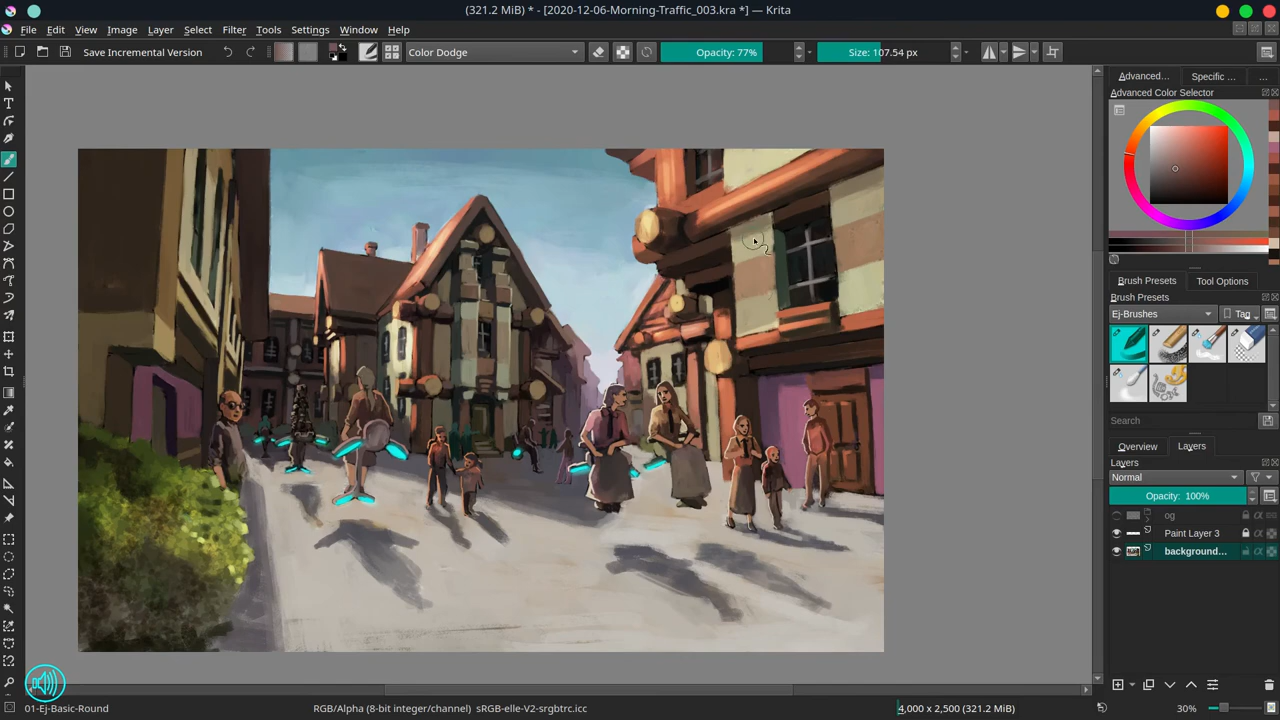 (321.2 MiB) * - [2020-12-06-Morning-Traffic_003.kra *] — Krita
File Edit View Image Layer Select Filter Tools Settings Window Help
Save Incremental Version
Color Dodge
Opacity: 77%
Size: 107.54 px
Advanced... Specific ... ...
Advanced Color Selector
Brush Presets Tool Options
Brush Presets
Ej-Brushes
Tag
Search
Overview Layers
Layers
Normal
Opacity: 100%
og
Paint Layer 3
background...
01-Ej-Basic-Round
RGB/Alpha (8-bit integer/channel) sRGB-elle-V2-srgbtrc.icc
4,000 x 2,500 (321.2 MiB)
30%